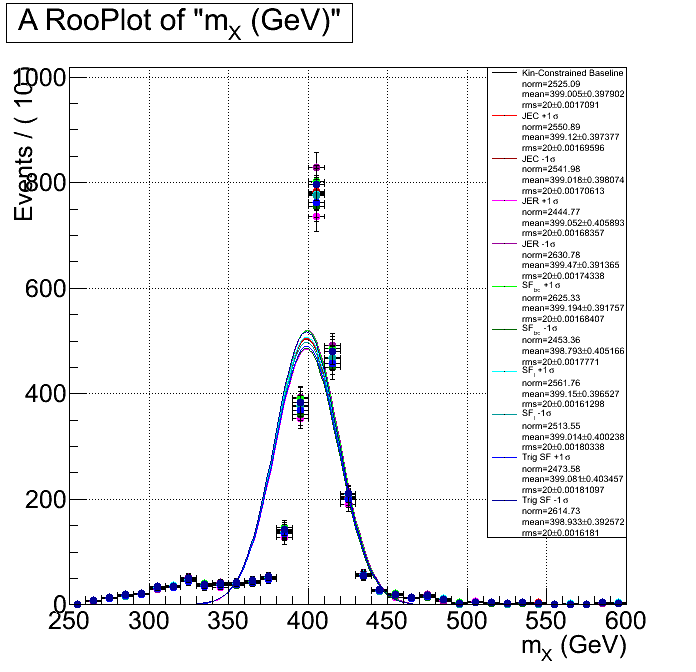 A RooPlot of "mX (GeV)"
Events / ( 10 )
1000
800
600
400
200
0
250 300 350 400 450 500 550 600
mX (GeV)
Kin-Constrained Baseline
norm=2525.09
mean=399.005±0.397902
rms=20±0.0017091
JEC +1σ
norm=2550.89
mean=399.12±0.397377
rms=20±0.00169596
JEC -1σ
norm=2541.98
mean=399.018±0.398074
rms=20±0.00170613
JER +1σ
norm=2444.77
mean=399.052±0.405893
rms=20±0.00168357
JER -1σ
norm=2630.78
mean=399.47±0.391365
rms=20±0.00174338
SFbc +1σ
norm=2625.33
mean=399.194±0.391757
rms=20±0.00168407
SFbc -1σ
norm=2453.36
mean=398.793±0.405166
rms=20±0.0017771
SFl +1σ
norm=2561.76
mean=399.15±0.396527
rms=20±0.00161298
SFl -1σ
norm=2513.55
mean=399.014±0.400238
rms=20±0.00180338
Trig SF +1σ
norm=2473.58
mean=399.081±0.403457
rms=20±0.00181097
Trig SF -1σ
norm=2614.73
mean=398.933±0.392572
rms=20±0.0016181